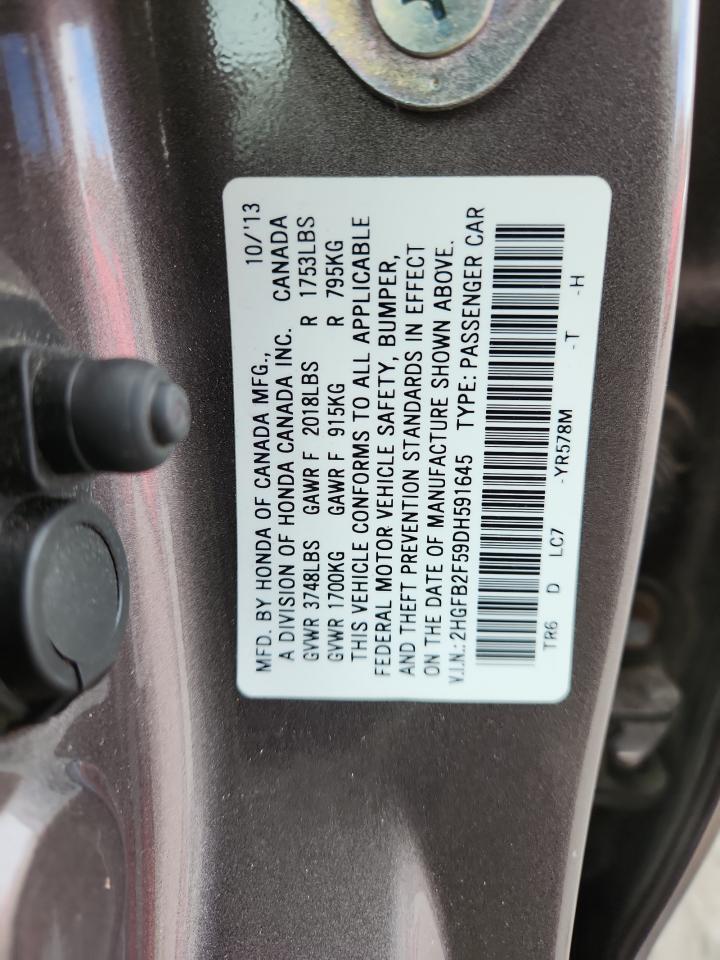 10/'13
MFD. BY HONDA OF CANADA MFG.,
A DIVISION OF HONDA CANADA INC. CANADA
GVWR 3748LBS GAWR F 2018LBS R 1753LBS
GVWR 1700KG GAWR F 915KG R 795KG
THIS VEHICLE CONFORMS TO ALL APPLICABLE
FEDERAL MOTOR VEHICLE SAFETY, BUMPER,
AND THEFT PREVENTION STANDARDS IN EFFECT
ON THE DATE OF MANUFACTURE SHOWN ABOVE.
V.I.N.: 2HGFB2F59DH591645 TYPE: PASSENGER CAR
TR6 D LC7 -YR578M -T -H